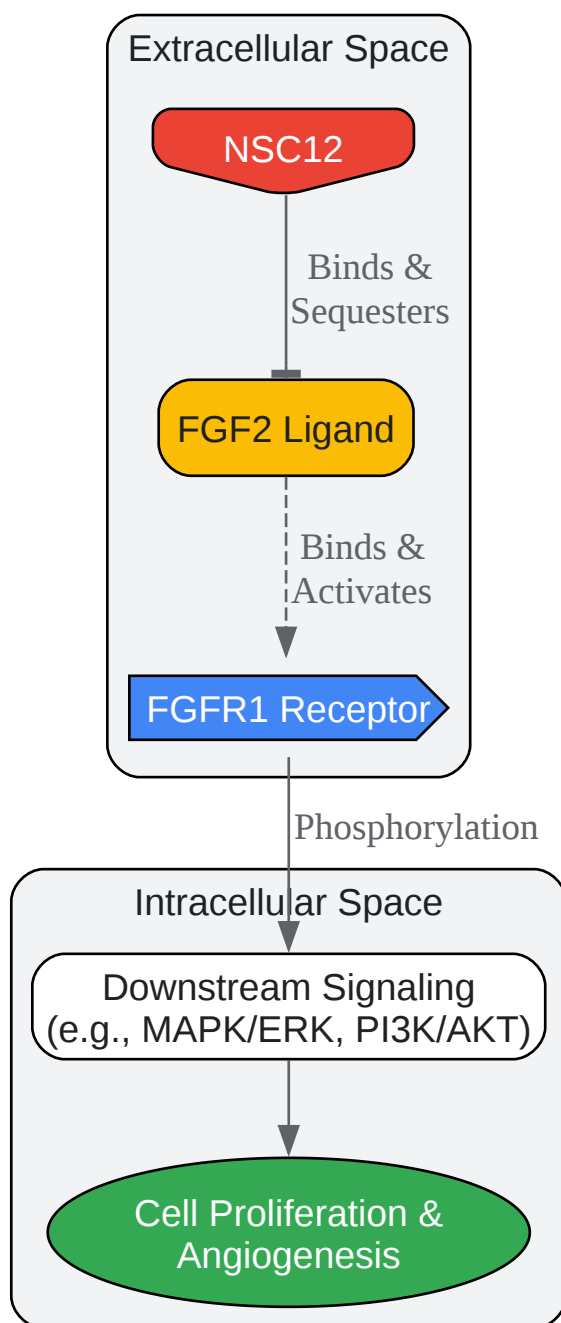 Extracellular Space
NSC12
Binds &
Sequesters
FGF2 Ligand
Binds &
Activates
FGFR1 Receptor
Phosphorylation
Intracellular Space
Downstream Signaling
(e.g., MAPK/ERK, PI3K/AKT)
Cell Proliferation &
Angiogenesis